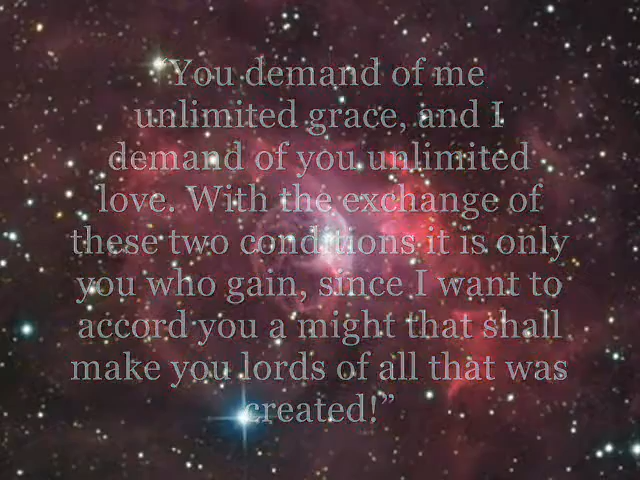 “You demand of me
unlimited grace, and I
demand of you unlimited
love. With the exchange of
these two conditions it is only
you who gain, since I want to
accord you a might that shall
make you lords of all that was
created!”